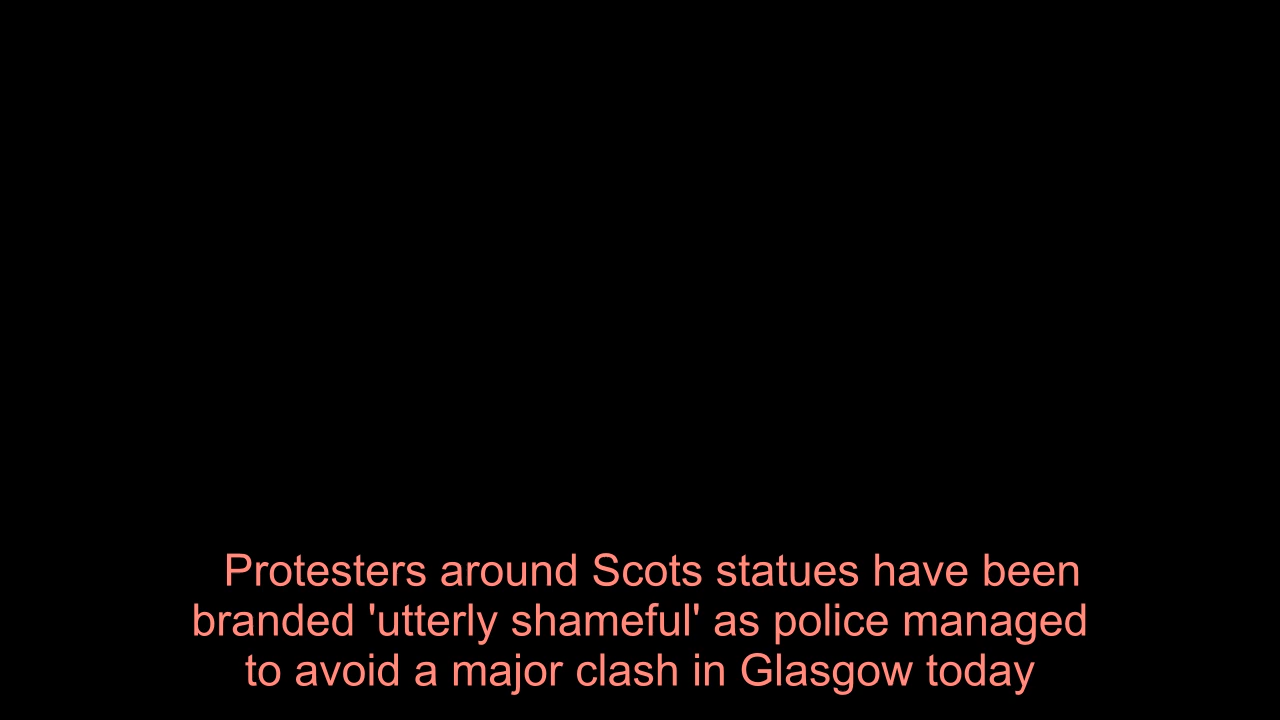 Protesters around Scots statues have been
branded 'utterly shameful' as police managed
to avoid a major clash in Glasgow today